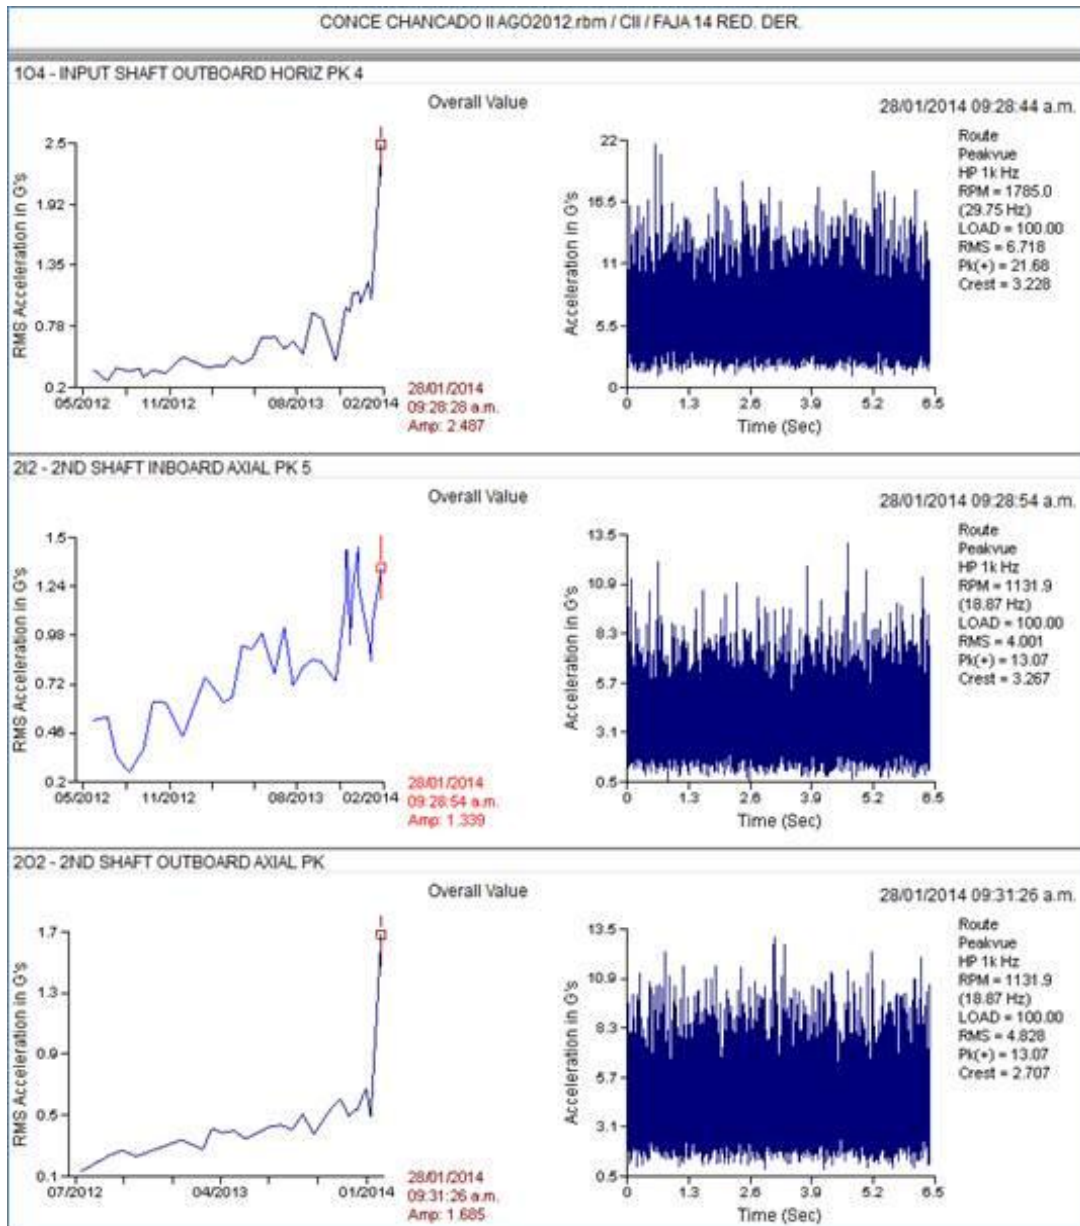 CONCE CHANCADO II AGO2012.rbm / CII / FAJA 14 RED. DER.
1O4 - INPUT SHAFT OUTBOARD HORIZ PK 4
Overall Value
28/01/2014 09:28:44 a.m.
RMS Acceleration in G's
2.5
1.92
1.35
0.78
0.2
05/2012 11/2012 08/2013 02/2014
28/01/2014
09:28:28 a.m.
Amp: 2.487
Acceleration in G's
22
16.5
11
5.5
0
0 1.3 2.6 3.9 5.2 6.5
Time (Sec)
Route
Peakvue
HP 1k Hz
RPM = 1785.0
(29.75 Hz)
LOAD = 100.00
RMS = 6.718
Pk(+) = 21.68
Crest = 3.228
2I2 - 2ND SHAFT INBOARD AXIAL PK 5
Overall Value
28/01/2014 09:28:54 a.m.
RMS Acceleration in G's
1.5
1.24
0.98
0.72
0.46
0.2
05/2012 11/2012 08/2013 02/2014
28/01/2014
09:28:54 a.m.
Amp: 1.339
Acceleration in G's
13.5
10.9
8.3
5.7
3.1
0.5
0 1.3 2.6 3.9 5.2 6.5
Time (Sec)
Route
Peakvue
HP 1k Hz
RPM = 1131.9
(18.87 Hz)
LOAD = 100.00
RMS = 4.001
Pk(+) = 13.07
Crest = 3.267
2O2 - 2ND SHAFT OUTBOARD AXIAL PK
Overall Value
28/01/2014 09:31:26 a.m.
RMS Acceleration in G's
1.7
1.3
0.9
0.5
0.1
07/2012 04/2013 01/2014
28/01/2014
09:31:26 a.m.
Amp: 1.685
Acceleration in G's
13.5
10.9
8.3
5.7
3.1
0.5
0 1.3 2.6 3.9 5.2 6.5
Time (Sec)
Route
Peakvue
HP 1k Hz
RPM = 1131.9
(18.87 Hz)
LOAD = 100.00
RMS = 4.828
Pk(+) = 13.07
Crest = 2.707